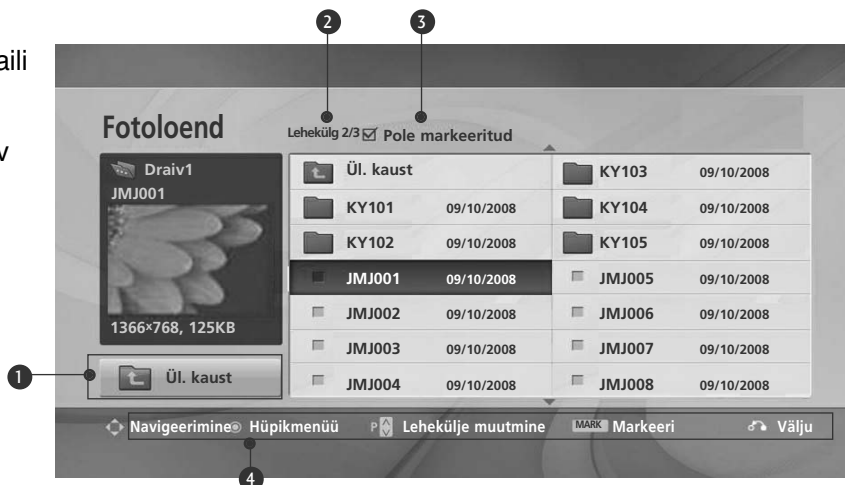 2 3
aili
v
Fotoloend
Lehekülg 2/3 Pole markeeritud
Draiv1
JMJ001
1366×768, 125KB
Ül. kaust
Ül. kaust
KY101 09/10/2008
KY102 09/10/2008
JMJ001 09/10/2008
JMJ002 09/10/2008
JMJ003 09/10/2008
JMJ004 09/10/2008
KY103 09/10/2008
KY104 09/10/2008
KY105 09/10/2008
JMJ005 09/10/2008
JMJ006 09/10/2008
JMJ007 09/10/2008
JMJ008 09/10/2008
1
Navigeerimine Hüpikmenüü P Lehekülje muutmine MARK Markeeri Välju
4